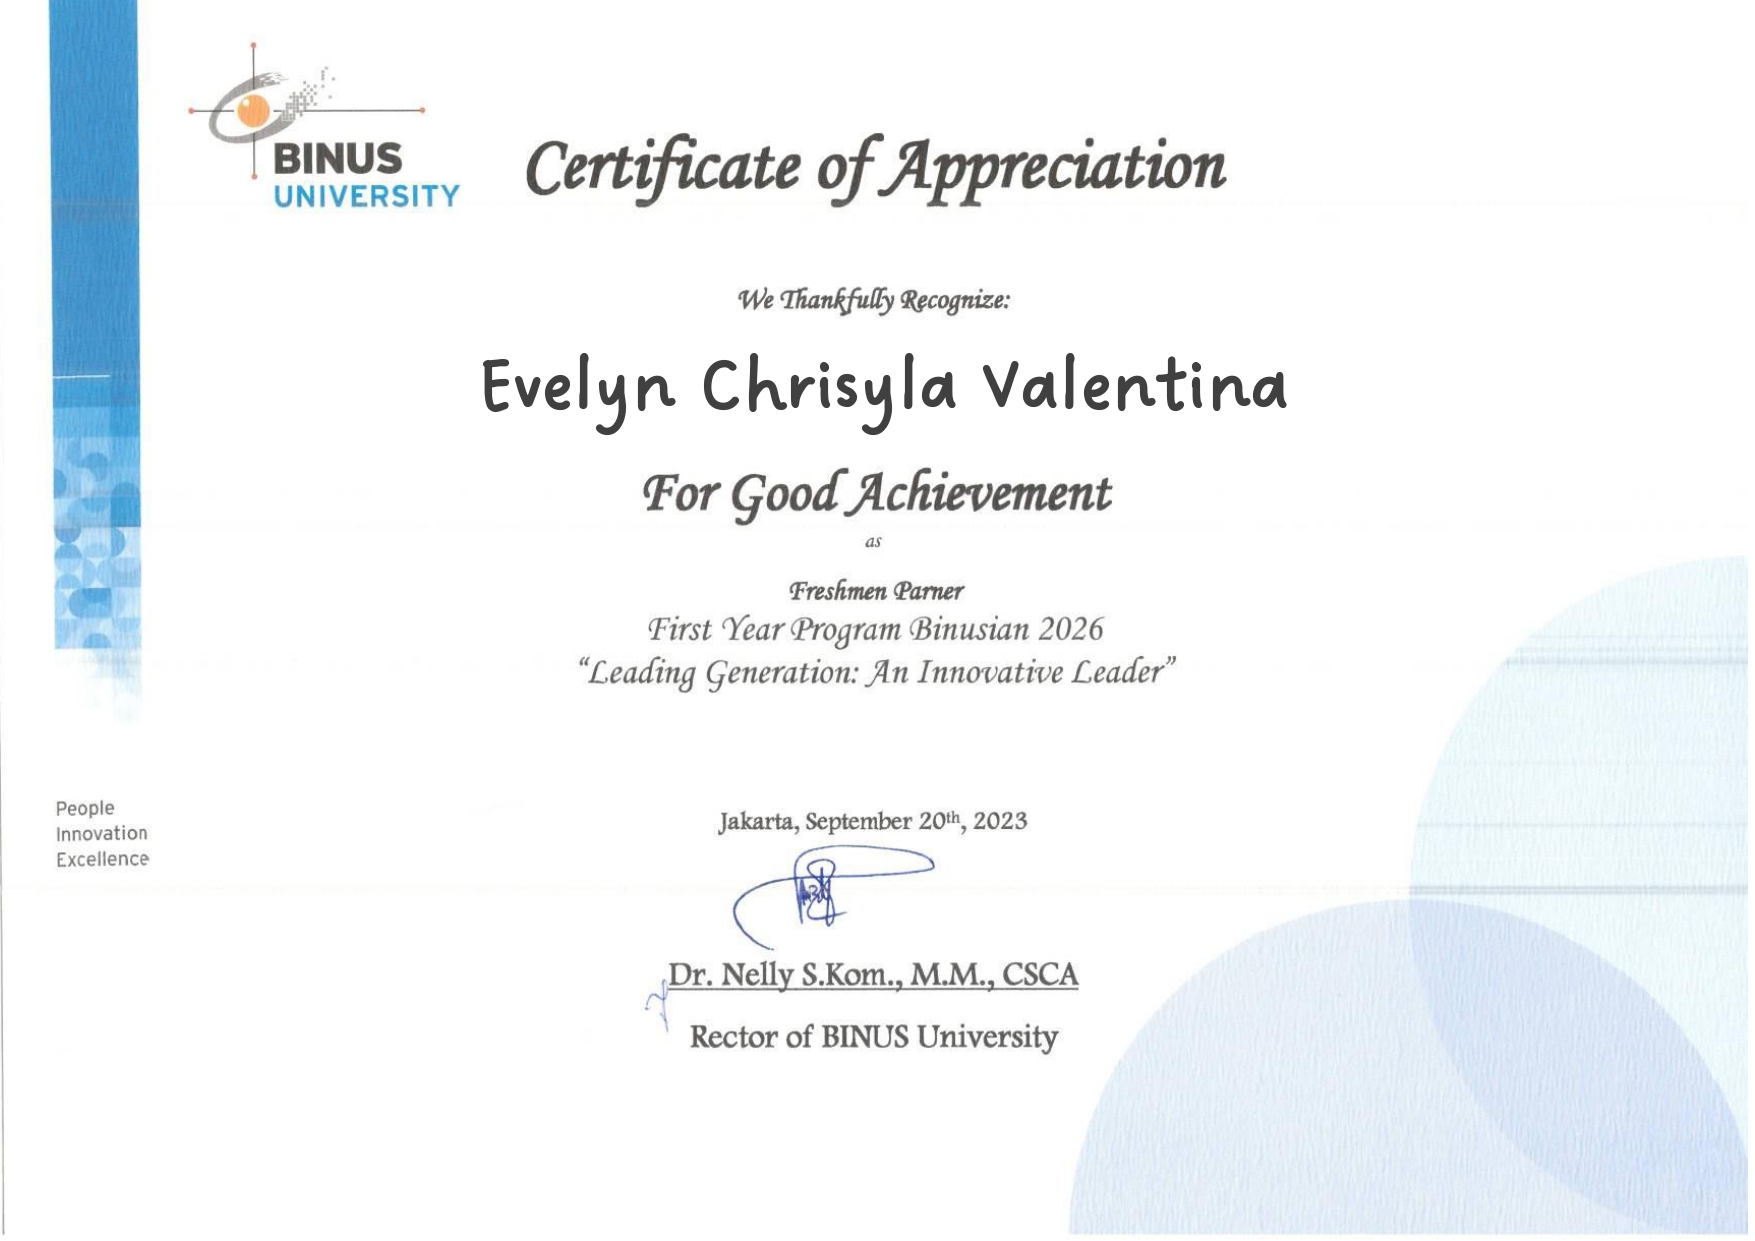 BINUS
UNIVERSITY
Certificate of Appreciation
We Thankfully Recognize:
Evelyn Chrisyla Valentina
For Good Achievement
as
Freshmen Parner
First Year Program Binusian 2026
“Leading Generation: An Innovative Leader”
People
Innovation
Excellence
Jakarta, September 20th, 2023
Dr. Nelly S.Kom., M.M., CSCA
Rector of BINUS University